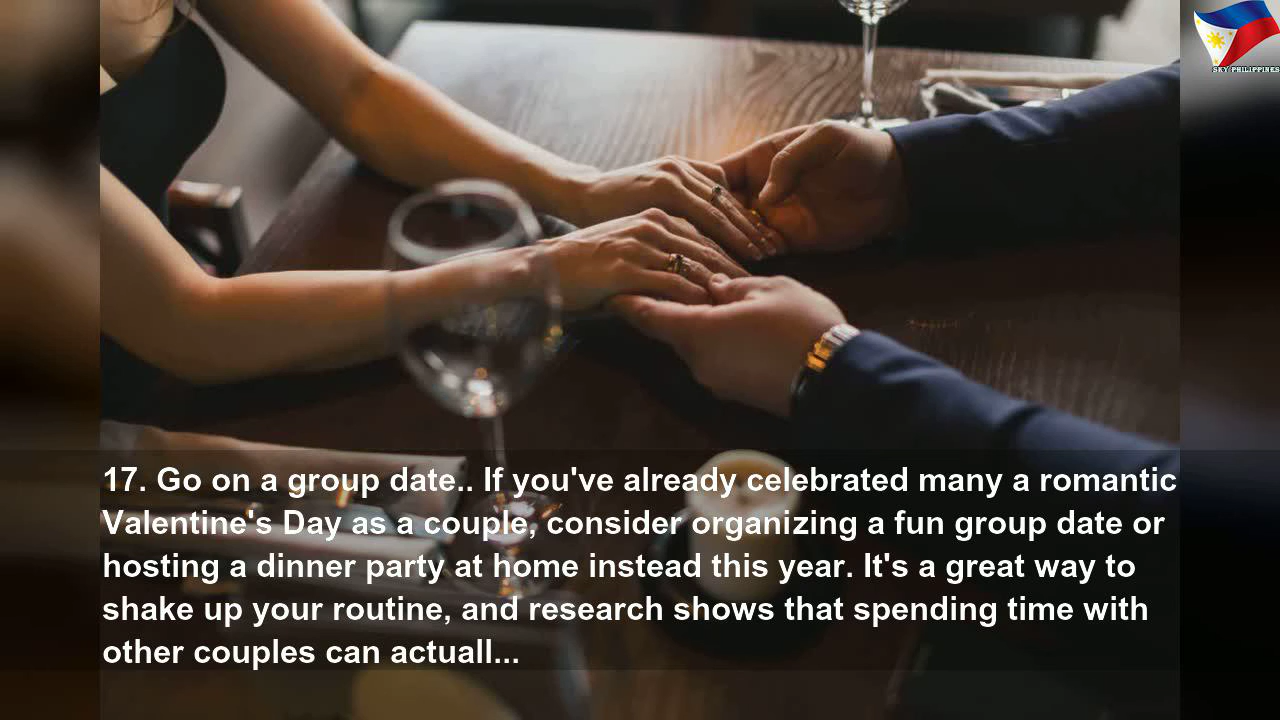 SKY PHILIPPINES
17. Go on a group date.. If you've already celebrated many a romantic
Valentine's Day as a couple, consider organizing a fun group date or
hosting a dinner party at home instead this year. It's a great way to
shake up your routine, and research shows that spending time with
other couples can actuall...